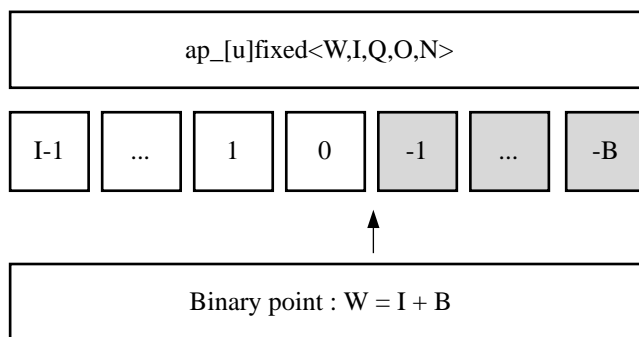 ap_[u]fixed<W,I,Q,O,N>
I-1 ... 1 0 -1 ... -B
Binary point : W = I + B